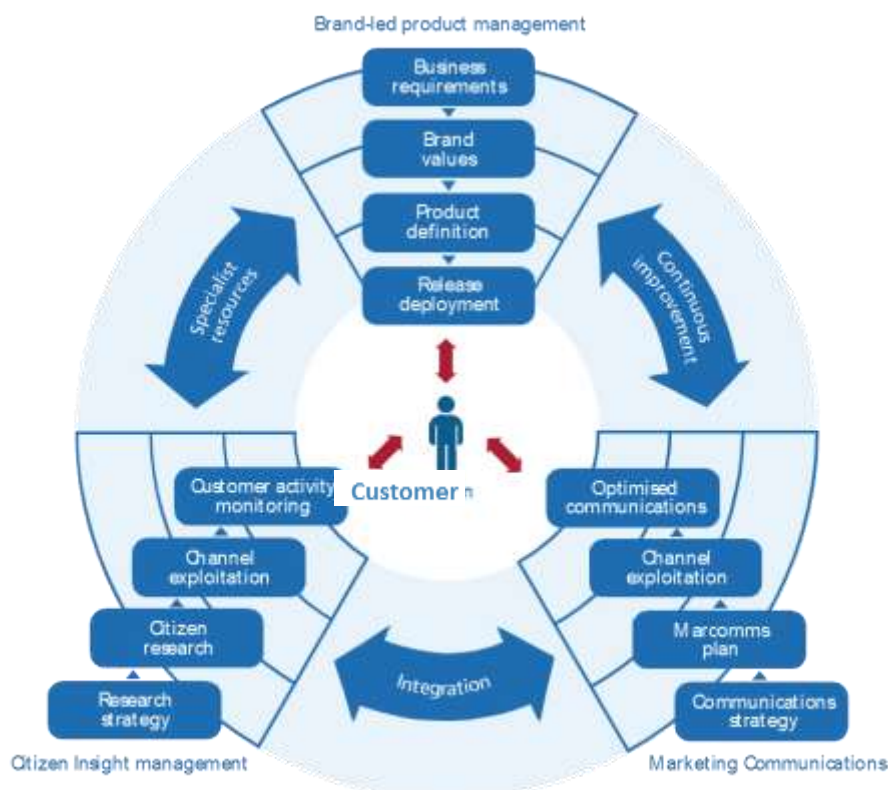 Brand-led product management
Business
requirements
Brand
values
Product
definition
Release
deployment
Specialist
resources
Continuous
improvement
Customer
Customer activity
monitoring
Channel
exploitation
Citizen
research
Research
strategy
Citizen Insight management
Integration
Optimised
communications
Channel
exploitation
Marcomms
plan
Communications
strategy
Marketing Communications